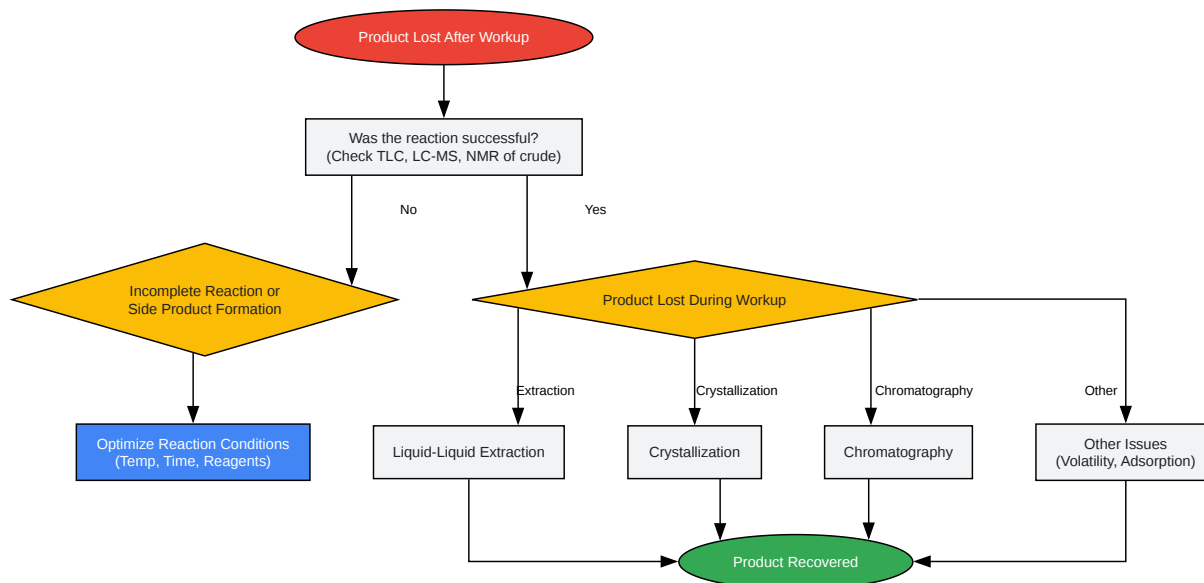 Product Lost After Workup
Was the reaction successful?
(Check TLC, LC-MS, NMR of crude)
No
Yes
Incomplete Reaction or
Side Product Formation
Product Lost During Workup
Extraction
Crystallization
Chromatography
Other
Optimize Reaction Conditions
(Temp, Time, Reagents)
Liquid-Liquid Extraction
Crystallization
Chromatography
Other Issues
(Volatility, Adsorption)
Product Recovered